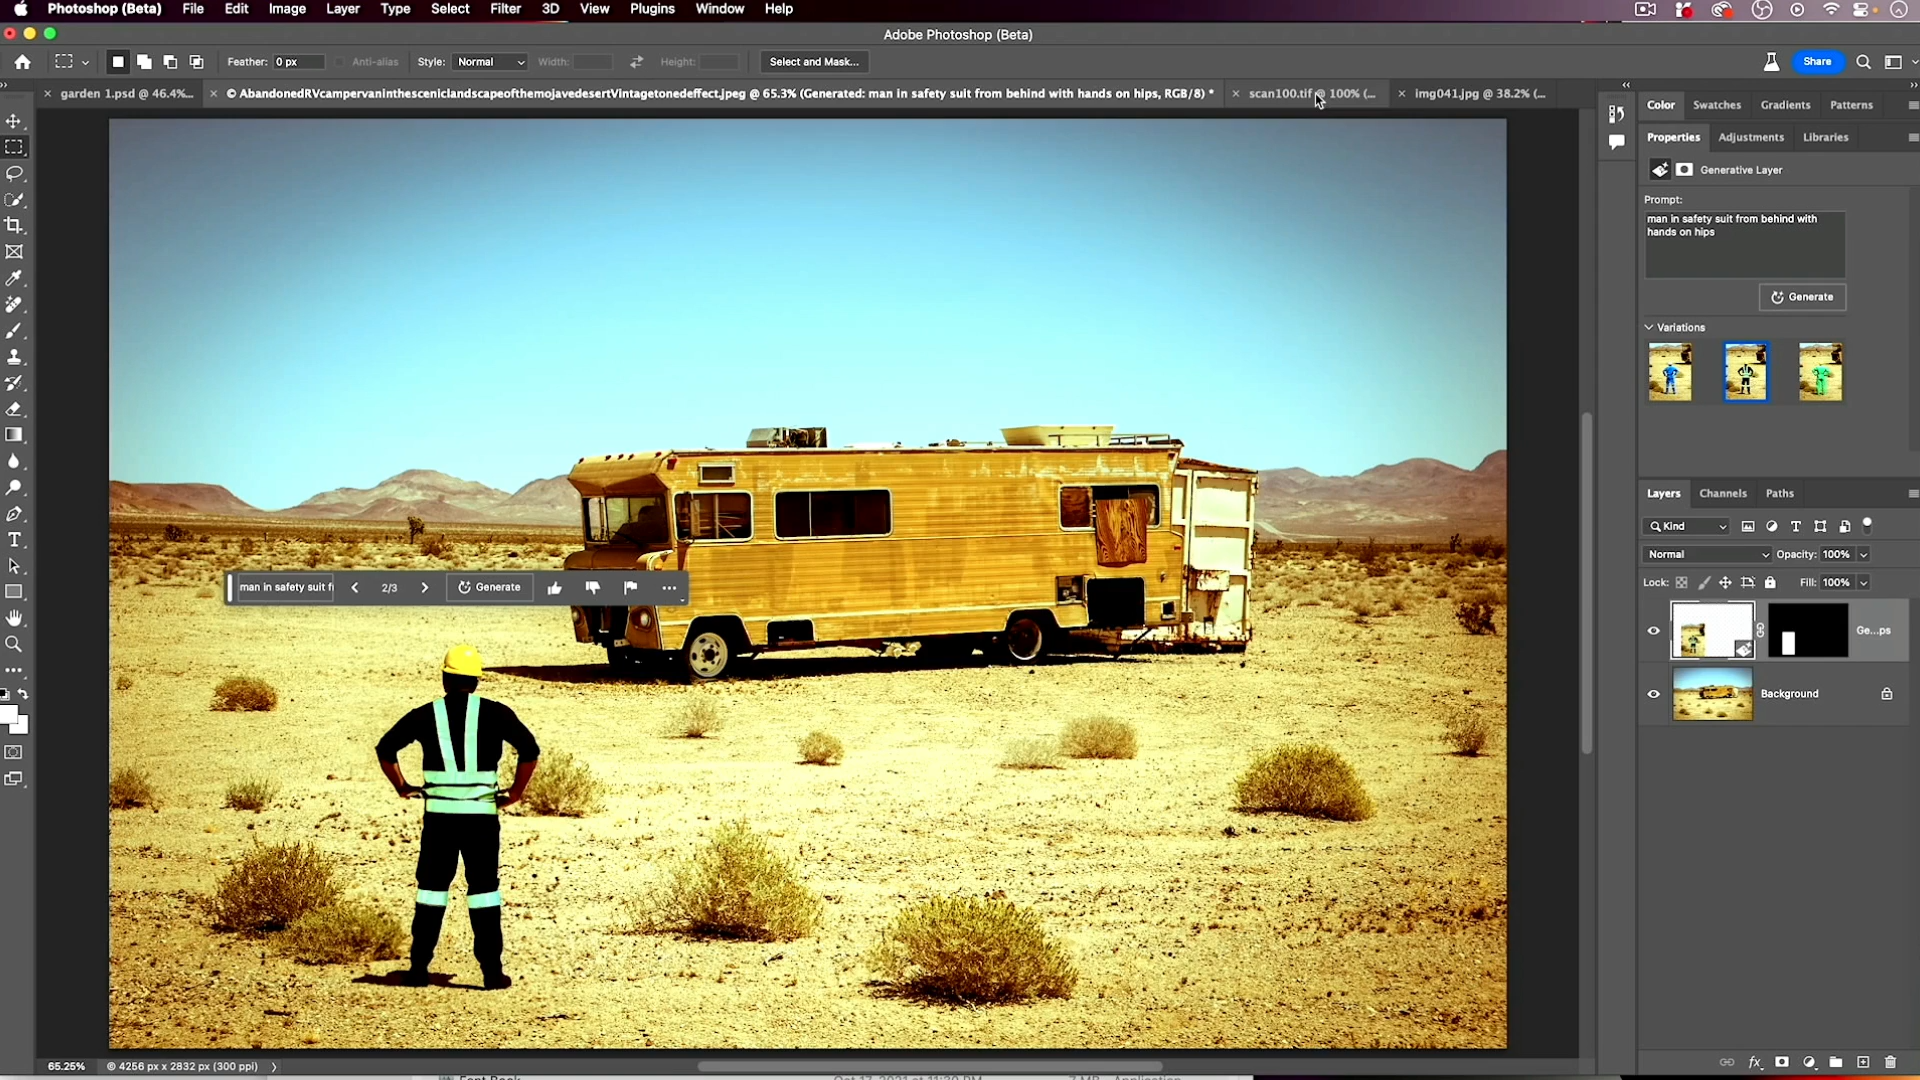 Photoshop (Beta) File Edit Image Layer Type Select Filter 3D View Plugins Window Help
Adobe Photoshop (Beta)
Feather: 0 px Anti-alias Style: Normal Width: Height: Select and Mask... Share
garden 1.psd @ 46.4%... © AbandonedRVcampervaninthesceniclandscapeofthemojavedesertVintagetonedeffect.jpeg @ 65.3% (Generated: man in safety suit from behind with hands on hips, RGB/8) * scan100.tif @ 100% (... img041.jpg @ 38.2% (...
Color Swatches Gradients Patterns
Properties Adjustments Libraries
Generative Layer
Prompt:
man in safety suit from behind with
hands on hips
Generate
Variations
Layers Channels Paths
Kind
Normal Opacity: 100%
Lock: Fill: 100%
Ge...ps
Background
man in safety suit f 2/3 Generate ...
65.25% 4256 px x 2832 px (300 ppi)